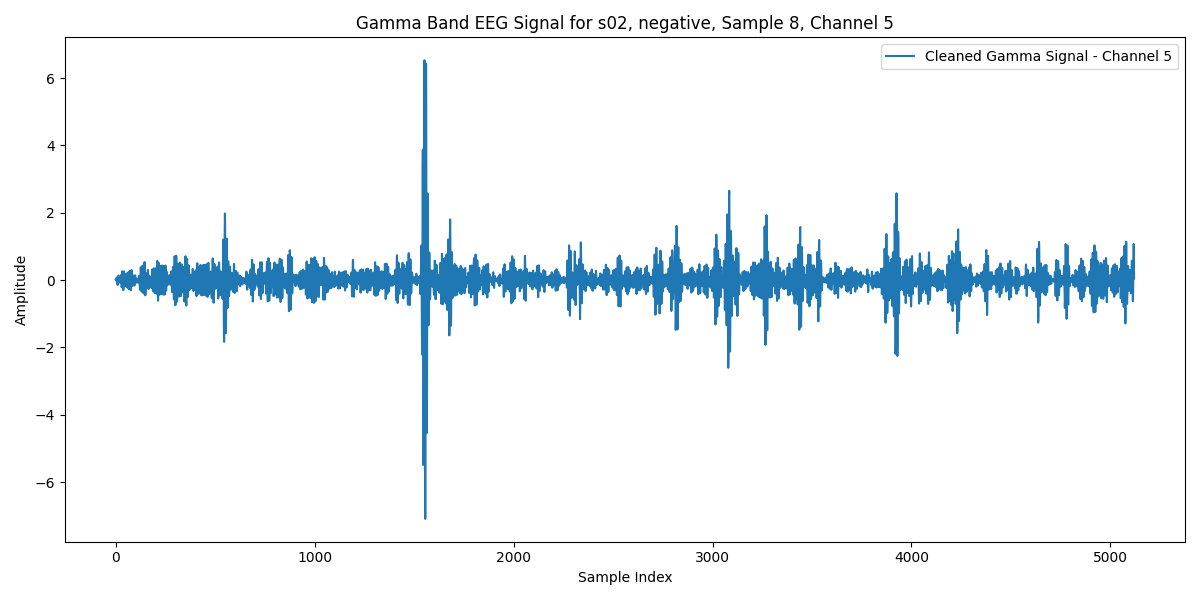 Gamma Band EEG Signal for s02, negative, Sample 8, Channel 5
Cleaned Gamma Signal - Channel 5
Amplitude
6
4
2
0
−2
−4
−6
0 1000 2000 3000 4000 5000
Sample Index